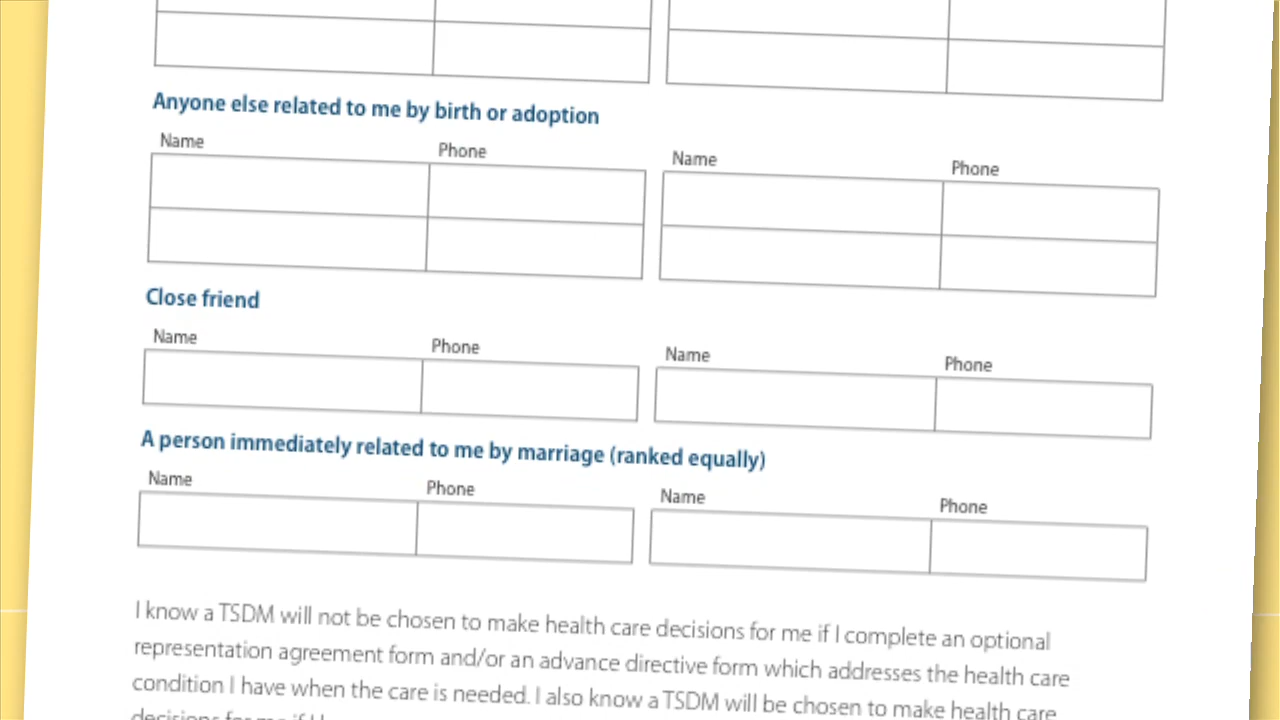 Anyone else related to me by birth or adoption
Name Phone Name Phone
Close friend
Name Phone Name Phone
A person immediately related to me by marriage (ranked equally)
Name Phone Name Phone
I know a TSDM will not be chosen to make health care decisions for me if I complete an optional
representation agreement form and/or an advance directive form which addresses the health care
condition I have when the care is needed. I also know a TSDM will be chosen to make health care
decisions for me if I